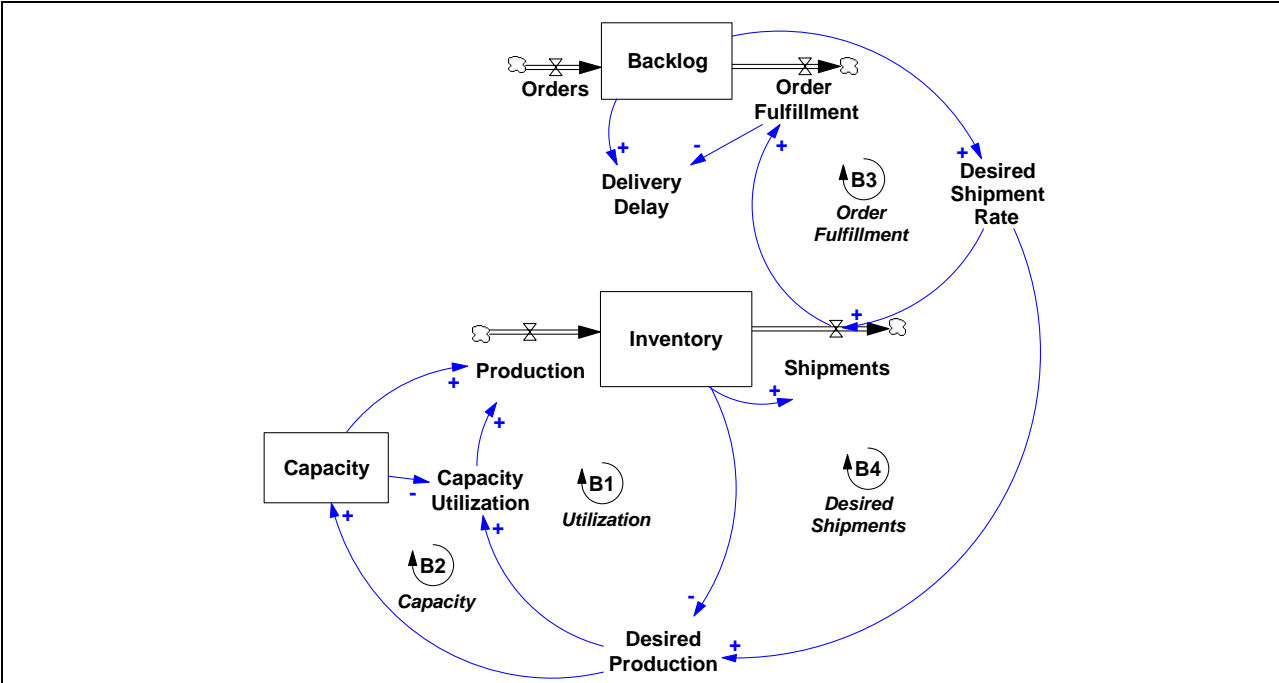 Backlog
Orders
Order
Fulfillment
+
-
+
+
Delivery
Delay
Desired
Shipment
Rate
B3
Order
Fulfillment
Inventory
+
Production
Shipments
+
+
+
Capacity
-
Capacity
Utilization
B1
Utilization
B4
Desired
Shipments
+
+
B2
Capacity
-
Desired
Production
+